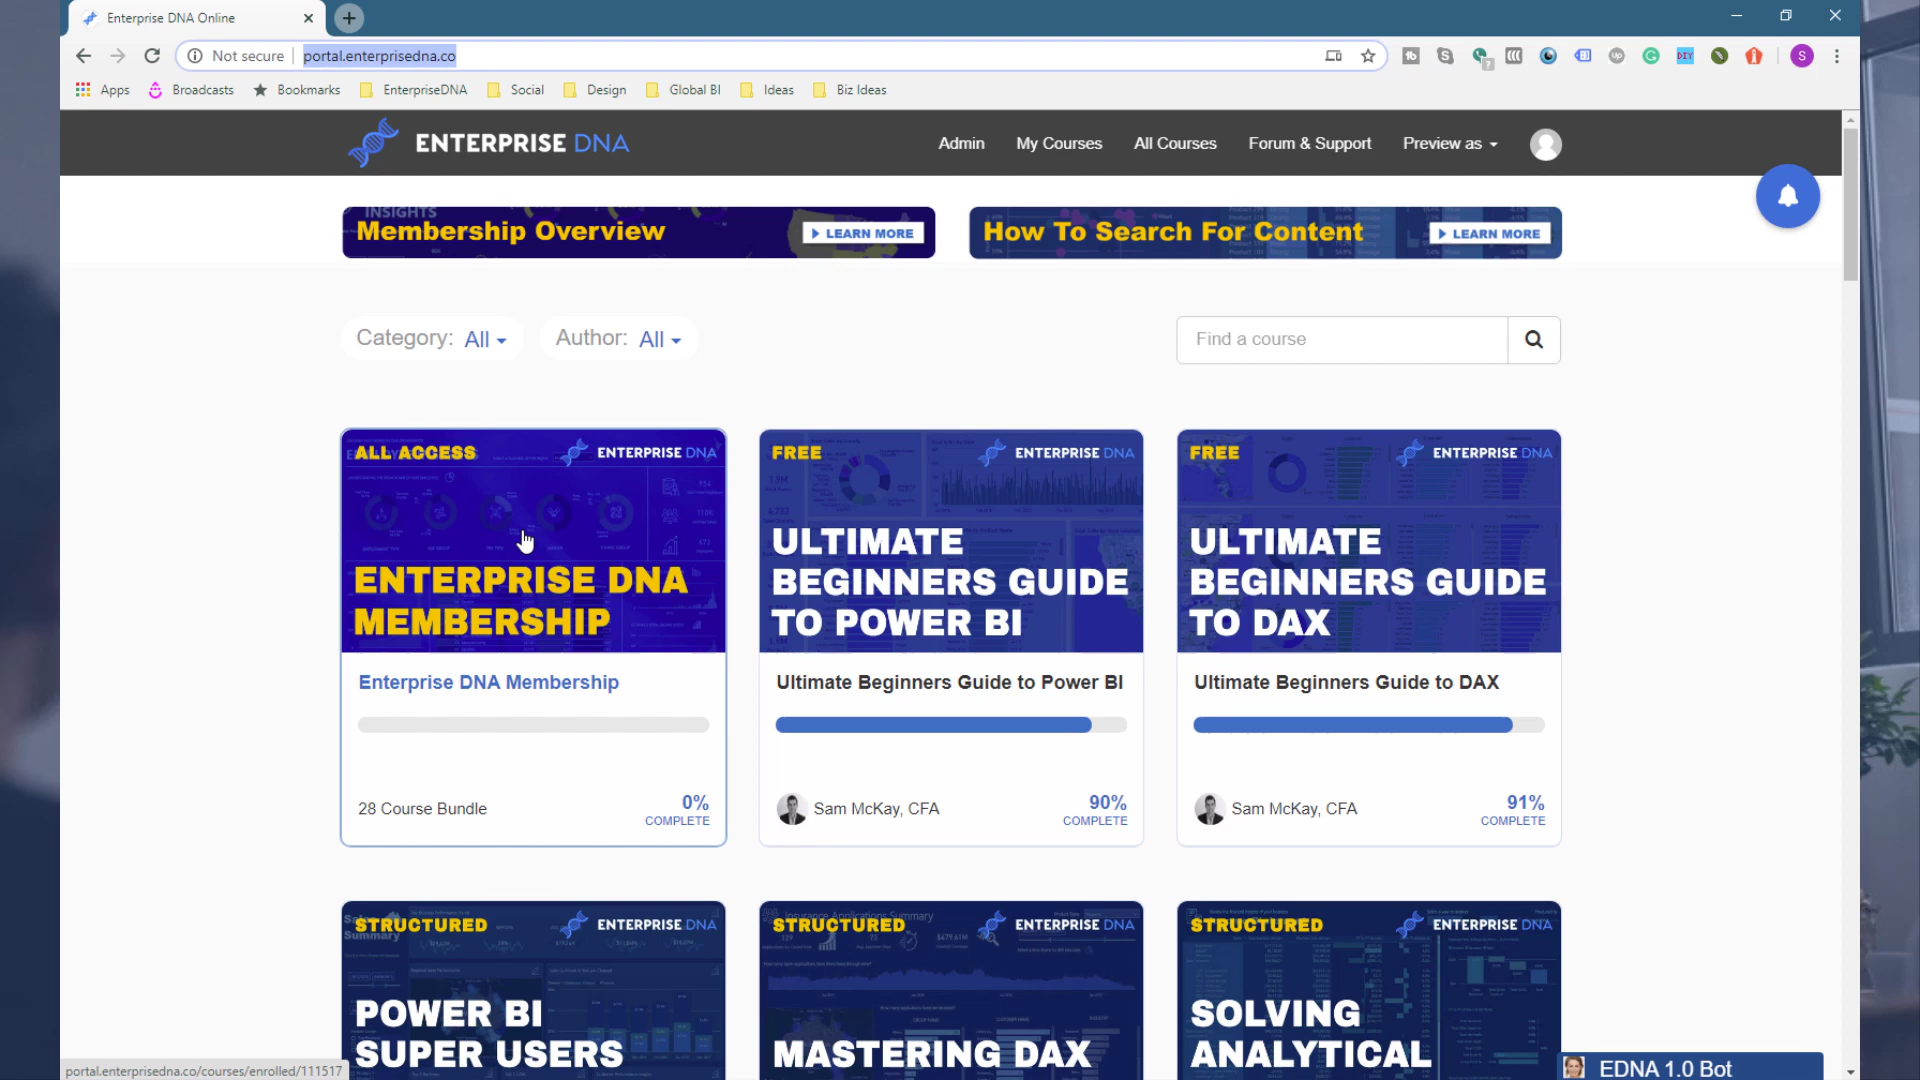 Enterprise DNA Online
Not secure portal.enterprisedna.co
Apps Broadcasts Bookmarks EnterpriseDNA Social Design Global BI Ideas Biz Ideas
ENTERPRISE DNA
Admin My Courses All Courses Forum & Support Preview as
INSIGHTS
Membership Overview
LEARN MORE
How To Search For Content
LEARN MORE
Category: All Author: All
Find a course
ALL ACCESS
ENTERPRISE DNA
ENTERPRISE DNA
MEMBERSHIP
Enterprise DNA Membership
28 Course Bundle
0%
COMPLETE
FREE
ENTERPRISE DNA
ULTIMATE
BEGINNERS GUIDE
TO POWER BI
Ultimate Beginners Guide to Power BI
Sam McKay, CFA
90%
COMPLETE
FREE
ENTERPRISE DNA
ULTIMATE
BEGINNERS GUIDE
TO DAX
Ultimate Beginners Guide to DAX
Sam McKay, CFA
91%
COMPLETE
STRUCTURED
ENTERPRISE DNA
POWER BI
SUPER USERS
Insurance Applications Summary
STRUCTURED
ENTERPRISE DNA
MASTERING DAX
STRUCTURED
ENTERPRISE DNA
SOLVING
ANALYTICAL
portal.enterprisedna.co/courses/enrolled/111517
EDNA 1.0 Bot